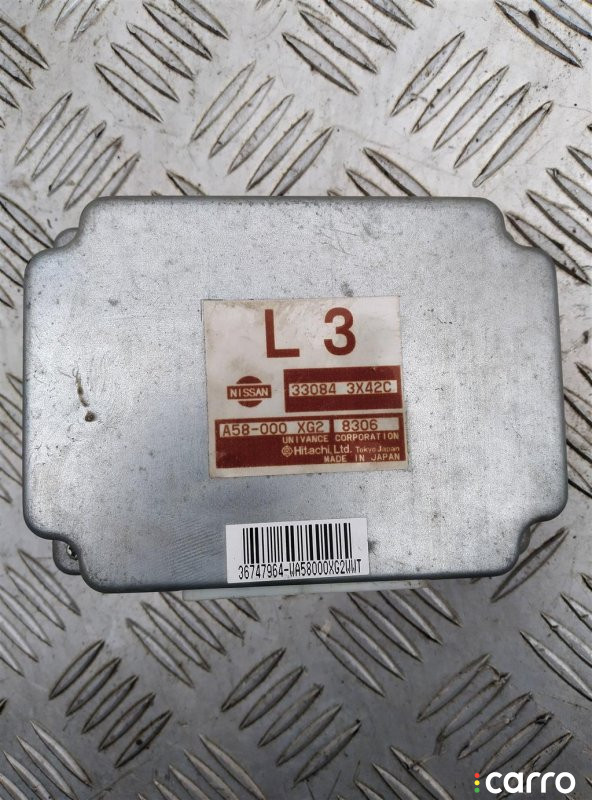 L 3
NISSAN 33084 3X42C
A58-000 XG2 8306
UNIVANCE CORPORATION
Hitachi, Ltd. Tokyo Japan
MADE IN JAPAN
36747964-WA58000XG2WWT
carro